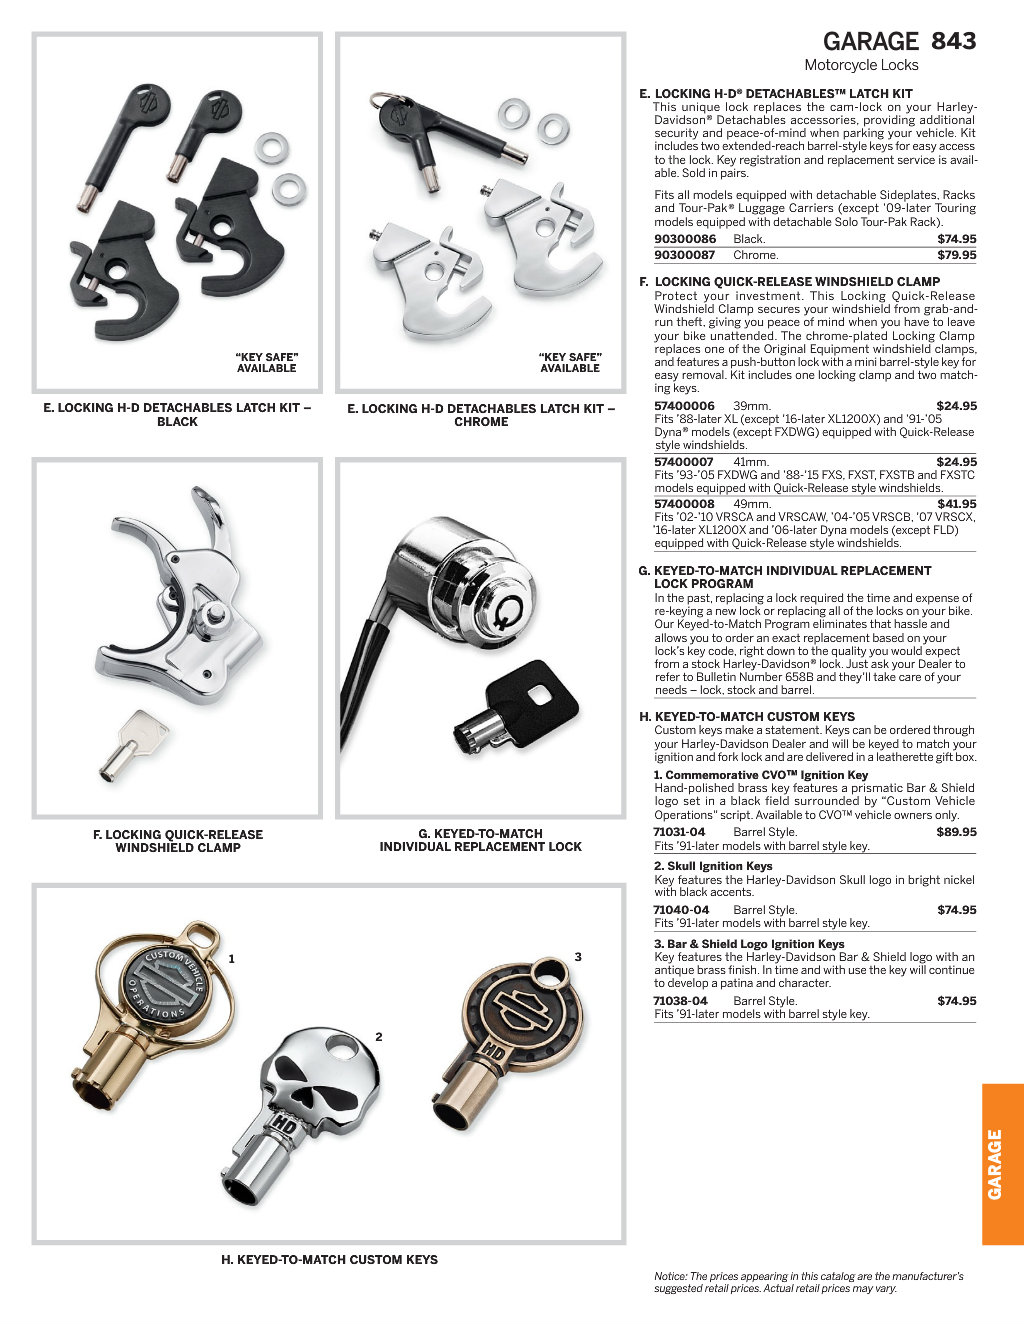 GARAGE 843
Motorcycle Locks
“KEY SAFE”
AVAILABLE
E. LOCKING H-D DETACHABLES LATCH KIT –
BLACK
“KEY SAFE”
AVAILABLE
E. LOCKING H-D DETACHABLES LATCH KIT –
CHROME
F. LOCKING QUICK-RELEASE
WINDSHIELD CLAMP
G. KEYED-TO-MATCH
INDIVIDUAL REPLACEMENT LOCK
CUSTOM VEHICLE
OPERATIONS
1
HD
2
HD
3
H. KEYED-TO-MATCH CUSTOM KEYS
E. LOCKING H-D® DETACHABLES™ LATCH KIT
This unique lock replaces the cam-lock on your Harley-
Davidson® Detachables accessories, providing additional
security and peace-of-mind when parking your vehicle. Kit
includes two extended-reach barrel-style keys for easy access
to the lock. Key registration and replacement service is avail-
able. Sold in pairs.
Fits all models equipped with detachable Sideplates, Racks
and Tour-Pak® Luggage Carriers (except ’09-later Touring
models equipped with detachable Solo Tour-Pak Rack).
90300086 Black. $74.95
90300087 Chrome. $79.95
F. LOCKING QUICK-RELEASE WINDSHIELD CLAMP
Protect your investment. This Locking Quick-Release
Windshield Clamp secures your windshield from grab-and-
run theft, giving you peace of mind when you have to leave
your bike unattended. The chrome-plated Locking Clamp
replaces one of the Original Equipment windshield clamps,
and features a push-button lock with a mini barrel-style key for
easy removal. Kit includes one locking clamp and two match-
ing keys.
57400006 39mm. $24.95
Fits ’88-later XL (except ’16-later XL1200X) and ’91-’05
Dyna® models (except FXDWG) equipped with Quick-Release
style windshields.
57400007 41mm. $24.95
Fits ’93-’05 FXDWG and ’88-’15 FXS, FXST, FXSTB and FXSTC
models equipped with Quick-Release style windshields.
57400008 49mm. $41.95
Fits ’02-’10 VRSCA and VRSCAW, ’04-’05 VRSCB, ’07 VRSCX,
’16-later XL1200X and ’06-later Dyna models (except FLD)
equipped with Quick-Release style windshields.
G. KEYED-TO-MATCH INDIVIDUAL REPLACEMENT
LOCK PROGRAM
In the past, replacing a lock required the time and expense of
re-keying a new lock or replacing all of the locks on your bike.
Our Keyed-to-Match Program eliminates that hassle and
allows you to order an exact replacement based on your
lock’s key code, right down to the quality you would expect
from a stock Harley-Davidson® lock. Just ask your Dealer to
refer to Bulletin Number 658B and they’ll take care of your
needs – lock, stock and barrel.
H. KEYED-TO-MATCH CUSTOM KEYS
Custom keys make a statement. Keys can be ordered through
your Harley-Davidson Dealer and will be keyed to match your
ignition and fork lock and are delivered in a leatherette gift box.
1. Commemorative CVO™ Ignition Key
Hand-polished brass key features a prismatic Bar & Shield
logo set in a black field surrounded by “Custom Vehicle
Operations” script. Available to CVO™ vehicle owners only.
71031-04 Barrel Style. $89.95
Fits ’91-later models with barrel style key.
2. Skull Ignition Keys
Key features the Harley-Davidson Skull logo in bright nickel
with black accents.
71040-04 Barrel Style. $74.95
Fits ’91-later models with barrel style key.
3. Bar & Shield Logo Ignition Keys
Key features the Harley-Davidson Bar & Shield logo with an
antique brass finish. In time and with use the key will continue
to develop a patina and character.
71038-04 Barrel Style. $74.95
Fits ’91-later models with barrel style key.
GARAGE
Notice: The prices appearing in this catalog are the manufacturer’s
suggested retail prices. Actual retail prices may vary.